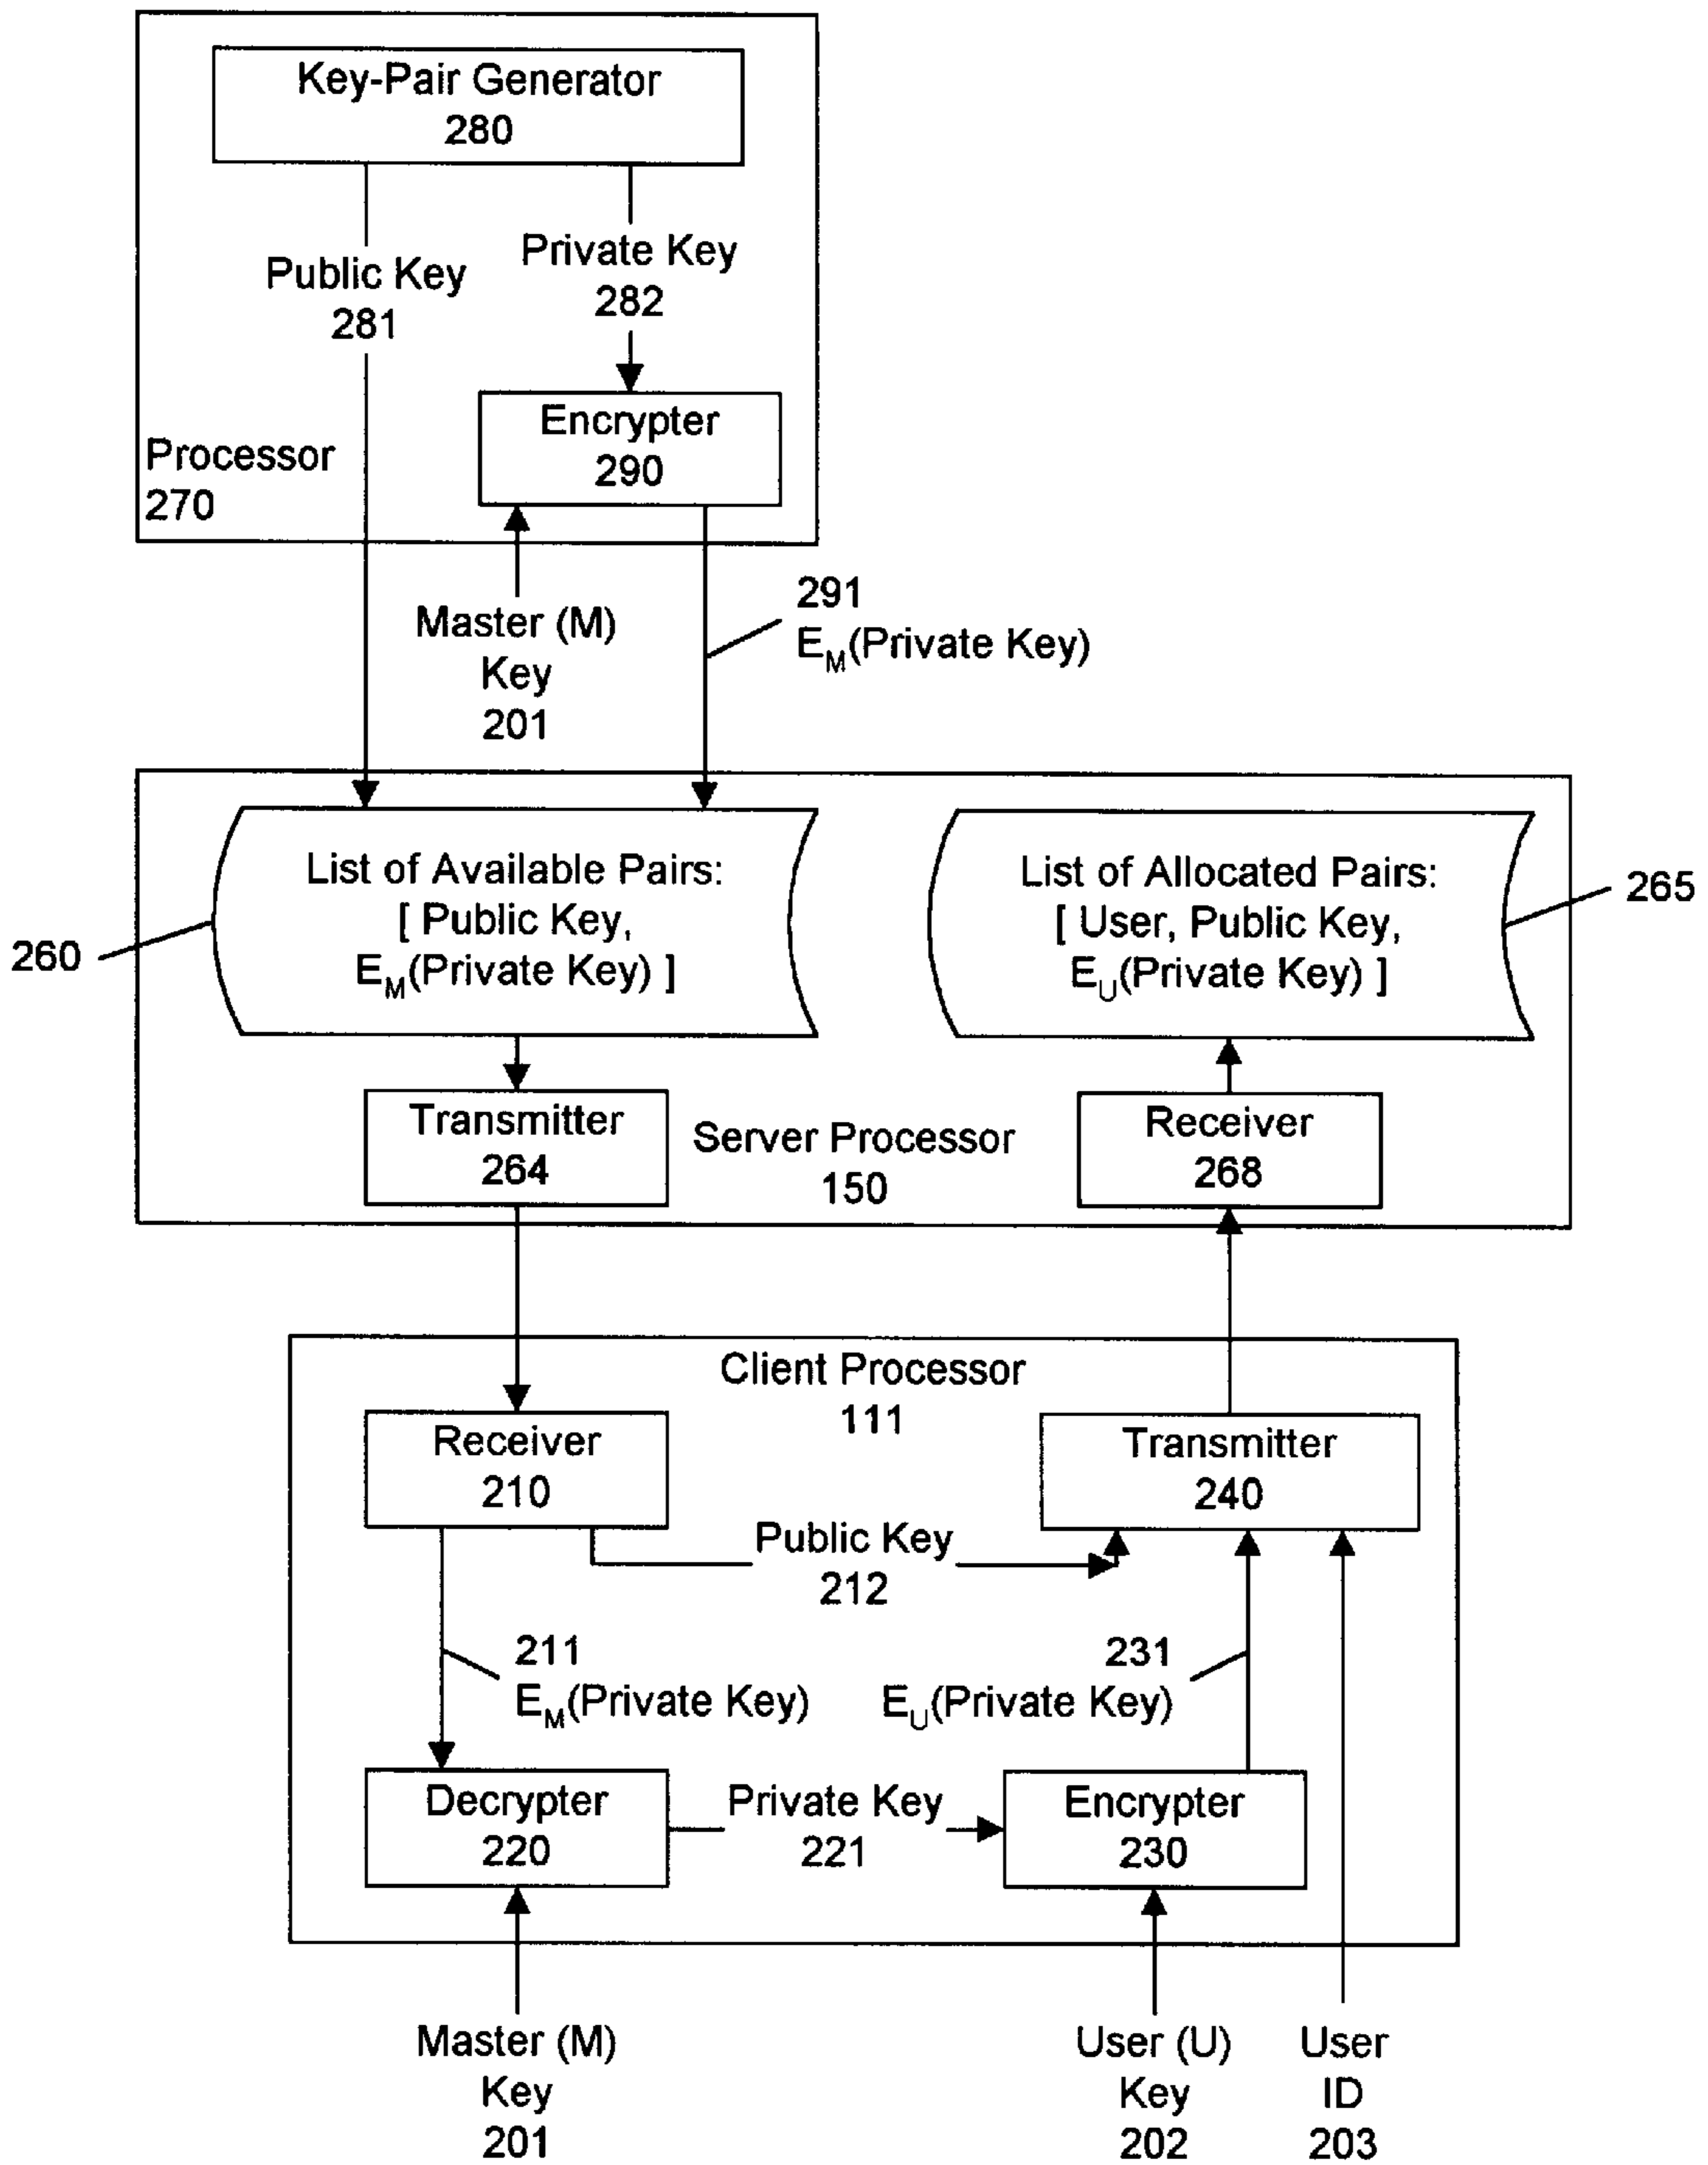 Key-Pair Generator
280
Public Key
281
Private Key
282
Encrypter
290
Processor
270
Master (M)
Key
201
291
E_M(Private Key)
List of Available Pairs:
[ Public Key,
E_M(Private Key) ]
260
List of Allocated Pairs:
[ User, Public Key,
E_U(Private Key) ]
265
Transmitter
264
Server Processor
150
Receiver
268
Client Processor
111
Receiver
210
Transmitter
240
Public Key
212
211
E_M(Private Key)
231
E_U(Private Key)
Decrypter
220
Private Key
221
Encrypter
230
Master (M)
Key
201
User (U)
Key
202
User
ID
203